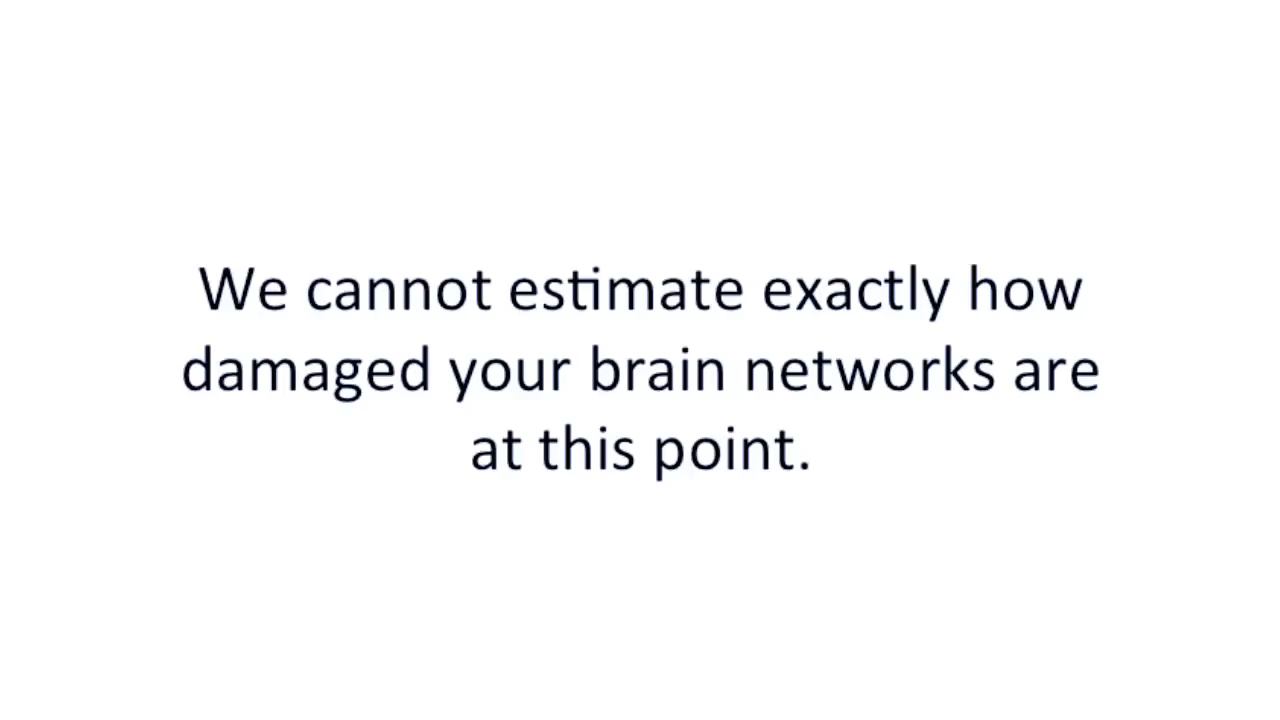 We cannot estimate exactly how
damaged your brain networks are
at this point.